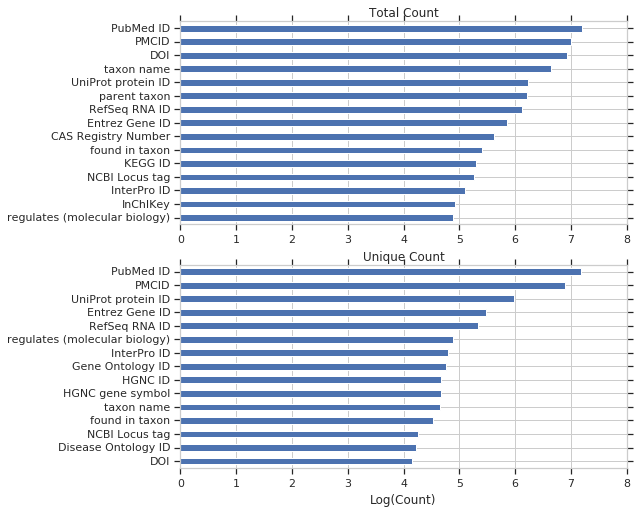 Total Count
PubMed ID
PMCID
DOI
taxon name
UniProt protein ID
parent taxon
RefSeq RNA ID
Entrez Gene ID
CAS Registry Number
found in taxon
KEGG ID
NCBI Locus tag
InterPro ID
InChIKey
regulates (molecular biology)
0 1 2 3 4 5 6 7 8
Unique Count
PubMed ID
PMCID
UniProt protein ID
Entrez Gene ID
RefSeq RNA ID
regulates (molecular biology)
InterPro ID
Gene Ontology ID
HGNC ID
HGNC gene symbol
taxon name
found in taxon
NCBI Locus tag
Disease Ontology ID
DOI
0 1 2 3 4 5 6 7 8
Log(Count)